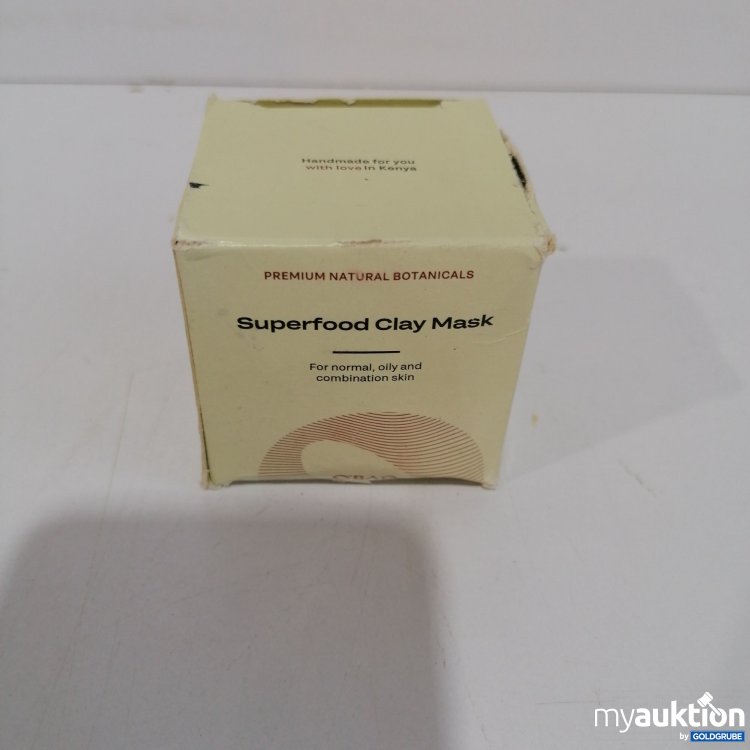 Handmade for you
with love in Kenya
PREMIUM NATURAL BOTANICALS
Superfood Clay Mask
For normal, oily and
combination skin
myauktion
by GOLDGRUBE